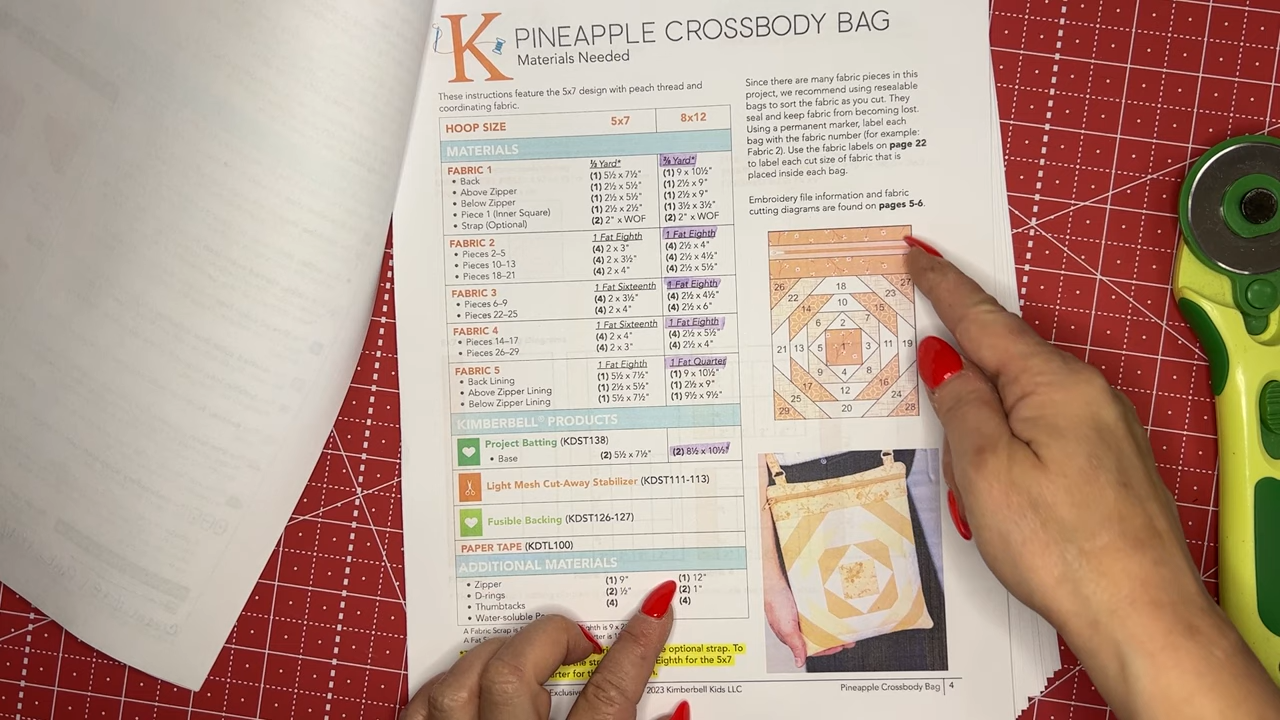 K PINEAPPLE CROSSBODY BAG
Materials Needed
These instructions feature the 5x7 design with peach thread and
coordinating fabric.
HOOP SIZE 5x7 8x12
MATERIALS
FABRIC 1 ⅜ Yard* ⅜ Yard*
• Back (1) 5½ x 7½" (1) 9 x 10½"
• Above Zipper (1) 2½ x 5½" (1) 2½ x 9"
• Below Zipper (1) 2½ x 5½" (1) 2½ x 9"
• Piece 1 (Inner Square) (1) 2½ x 2½" (1) 3½ x 3½"
• Strap (Optional) (2) 2" x WOF (2) 2" x WOF
FABRIC 2 1 Fat Eighth 1 Fat Eighth
• Pieces 2–5 (4) 2 x 3" (4) 2½ x 4"
• Pieces 10–13 (4) 2 x 3½" (4) 2½ x 4½"
• Pieces 18–21 (4) 2 x 4" (4) 2½ x 5½"
FABRIC 3 1 Fat Sixteenth 1 Fat Eighth
• Pieces 6–9 (4) 2 x 3½" (4) 2½ x 4½"
• Pieces 22–25 (4) 2 x 4" (4) 2½ x 6"
FABRIC 4 1 Fat Sixteenth 1 Fat Eighth
• Pieces 14–17 (4) 2 x 4" (4) 2½ x 5½"
• Pieces 26–29 (4) 2 x 3" (4) 2½ x 4"
FABRIC 5 1 Fat Eighth 1 Fat Quarter
• Back Lining (1) 5½ x 7½" (1) 9 x 10½"
• Above Zipper Lining (1) 2½ x 5½" (1) 2½ x 9"
• Below Zipper Lining (1) 5½ x 7½" (1) 9½ x 9½"
KIMBERBELL® PRODUCTS
Project Batting (KDST138)
• Base (2) 5½ x 7½" (2) 8½ x 10½"
Light Mesh Cut-Away Stabilizer (KDST111-113)
Fusible Backing (KDST126-127)
PAPER TAPE (KDTL100)
ADDITIONAL MATERIALS
• Zipper (1) 9" (1) 12"
• D-rings (2) ½" (2) 1"
• Thumbtacks (4) (4)
• Water-soluble
A Fabric Scrap is
A Fat
optional strap. To
Eighth for the 5x7
2023 Kimberbell Kids LLC
Since there are many fabric pieces in this
project, we recommend using resealable
bags to sort the fabric as you cut. They
seal and keep fabric from becoming lost.
Using a permanent marker, label each
bag with the fabric number (for example:
Fabric 2). Use the fabric labels on page 22
to label each cut size of fabric that is
placed inside each bag.
Embroidery file information and fabric
cutting diagrams are found on pages 5-6.
26 18 27
22 10 23
14 15
6 2 7
21 13 5 1 3 11 19
9 4 8
17 12 16
25 24
29 20 28
Pineapple Crossbody Bag | 4